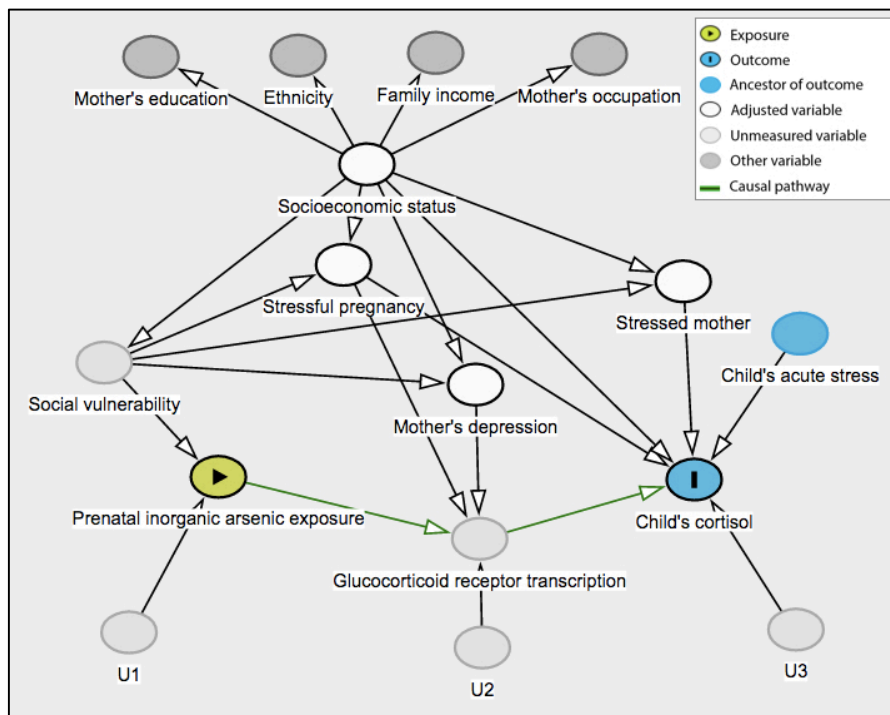 Exposure
Outcome
Ancestor of outcome
Adjusted variable
Unmeasured variable
Other variable
Causal pathway
Mother's education
Ethnicity
Family income
Mother's occupation
Socioeconomic status
Stressful pregnancy
Stressed mother
Child's acute stress
Social vulnerability
Mother's depression
Prenatal inorganic arsenic exposure
Child's cortisol
Glucocorticoid receptor transcription
U1
U2
U3